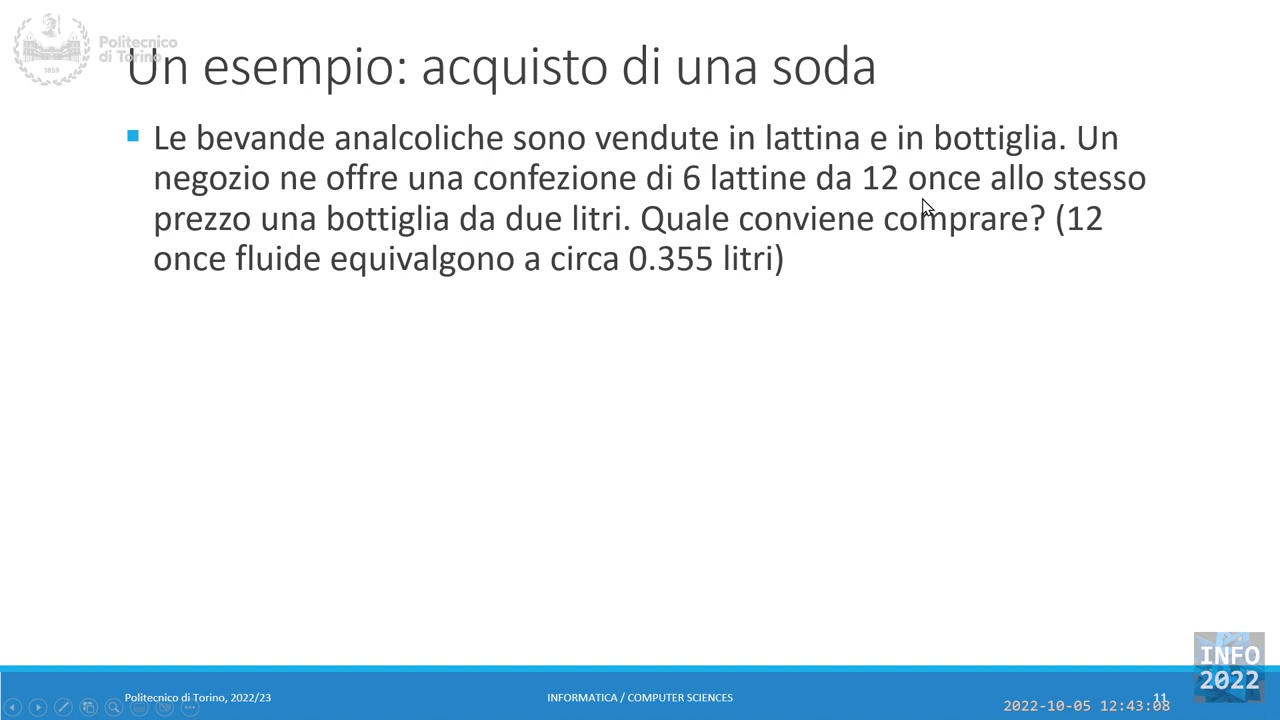 Politecnico
di Torino
1859
Un esempio: acquisto di una soda
Le bevande analcoliche sono vendute in lattina e in bottiglia. Un
negozio ne offre una confezione di 6 lattine da 12 once allo stesso
prezzo una bottiglia da due litri. Quale conviene comprare? (12
once fluide equivalgono a circa 0.355 litri)
INFO
2022
Politecnico di Torino, 2022/23
INFORMATICA / COMPUTER SCIENCES
11
2022-10-05 12:43:08